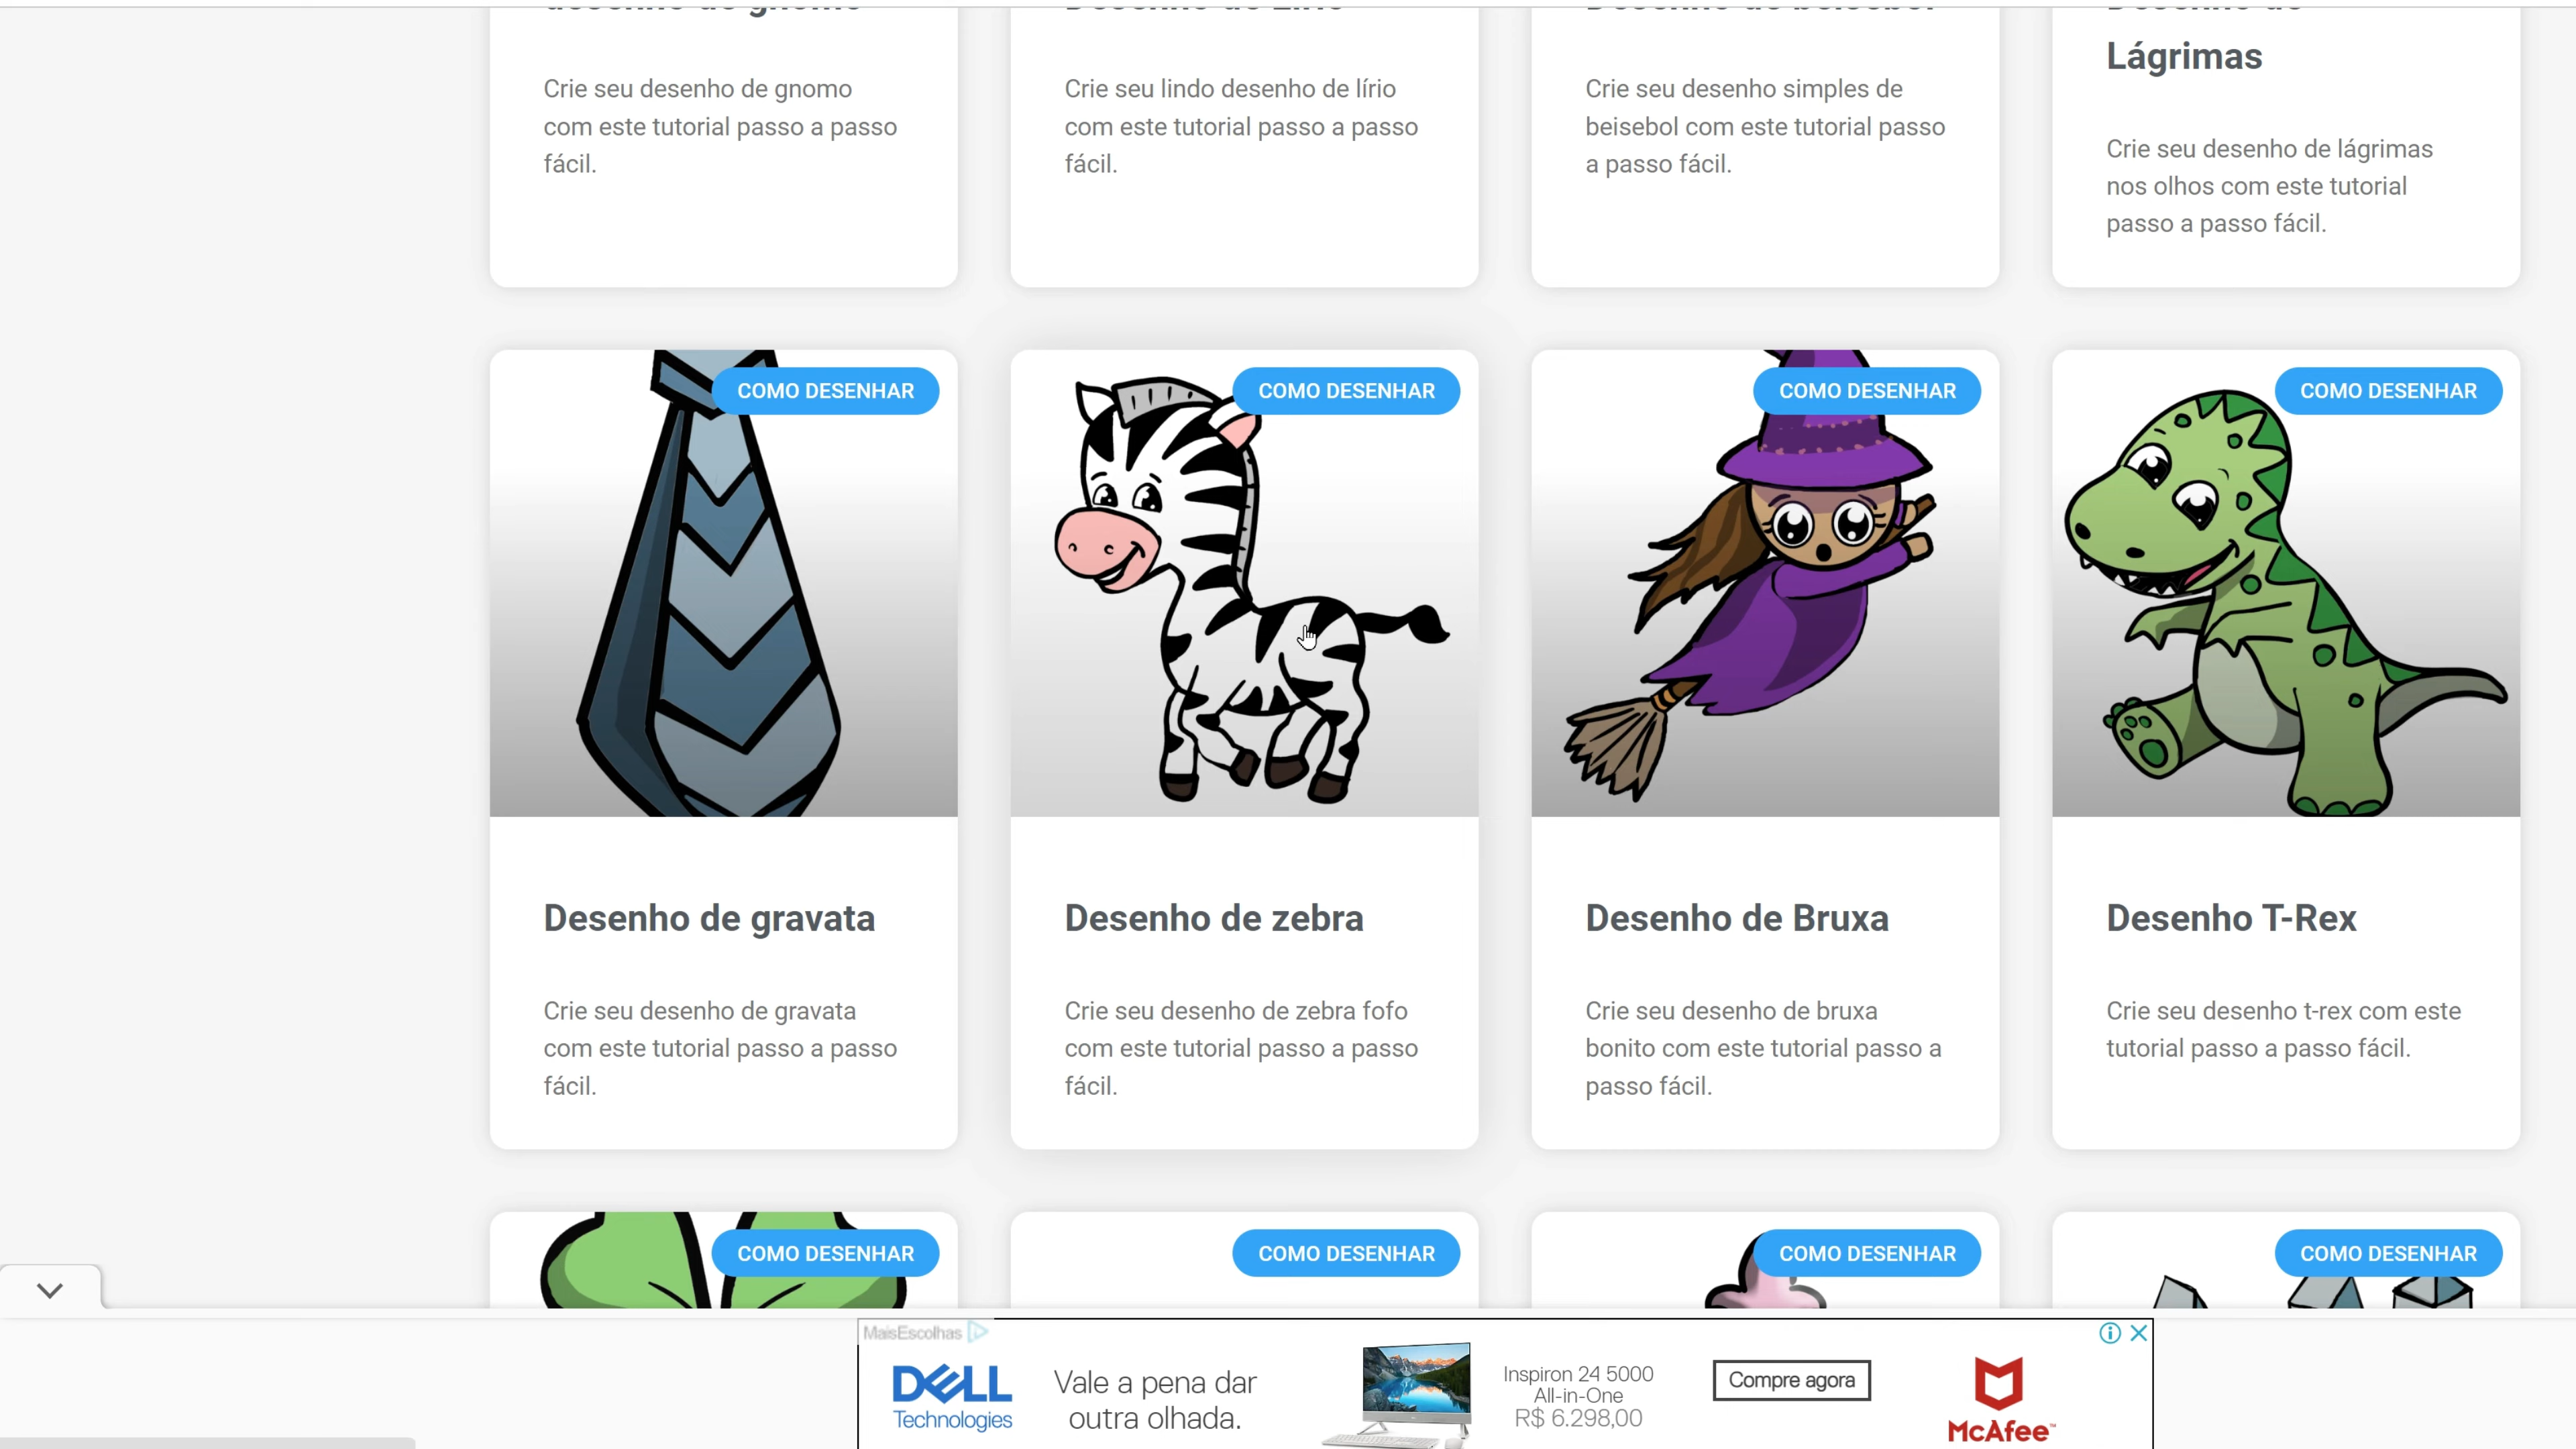 Lágrimas
Crie seu desenho de gnomo
com este tutorial passo a passo
fácil.
Crie seu lindo desenho de lírio
com este tutorial passo a passo
fácil.
Crie seu desenho simples de
beisebol com este tutorial passo
a passo fácil.
Crie seu desenho de lágrimas
nos olhos com este tutorial
passo a passo fácil.
COMO DESENHAR
COMO DESENHAR
COMO DESENHAR
COMO DESENHAR
Desenho de gravata
Crie seu desenho de gravata
com este tutorial passo a passo
fácil.
Desenho de zebra
Crie seu desenho de zebra fofo
com este tutorial passo a passo
fácil.
Desenho de Bruxa
Crie seu desenho de bruxa
bonito com este tutorial passo a
passo fácil.
Desenho T-Rex
Crie seu desenho t-rex com este
tutorial passo a passo fácil.
COMO DESENHAR
COMO DESENHAR
COMO DESENHAR
COMO DESENHAR
MaisEscolhas
DELL
Technologies
Vale a pena dar
outra olhada.
Inspiron 24 5000
All-in-One
R$ 6.298,00
Compre agora
McAfee™